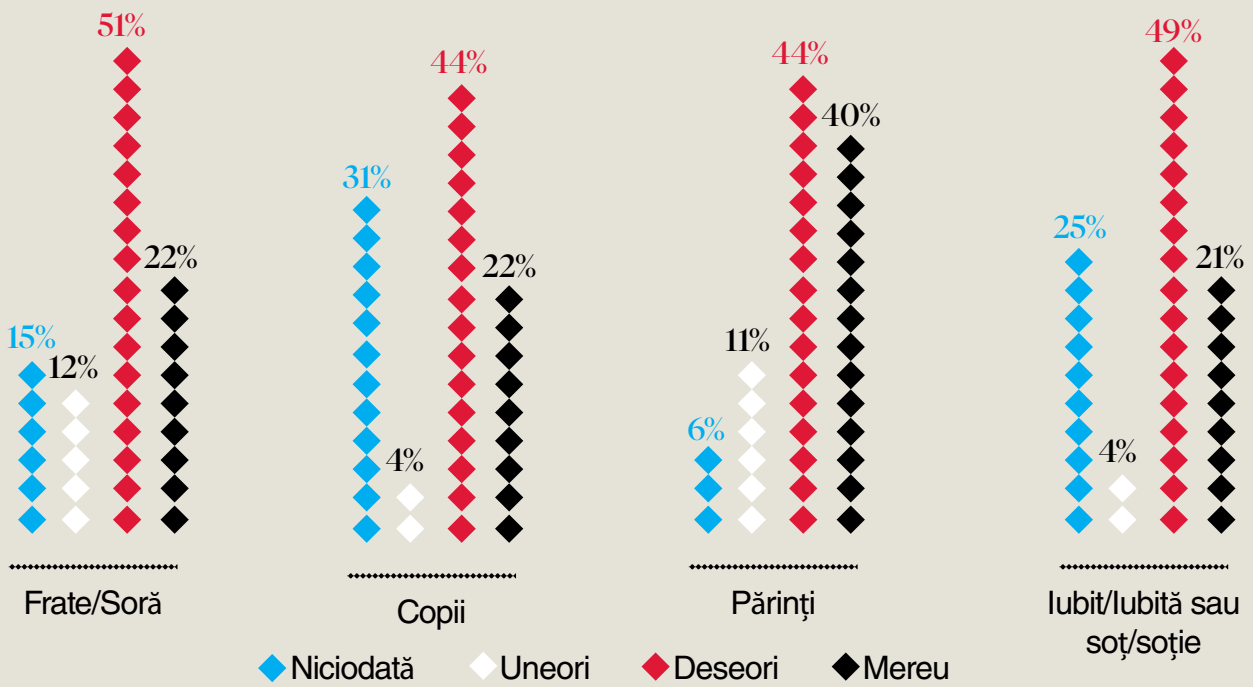 51%
15%
12%
22%
Frate/Soră
44%
31%
4%
22%
Copii
44%
40%
6%
11%
Părinți
49%
25%
4%
21%
Iubit/Iubită sau
soț/soție
Niciodată Uneori Deseori Mereu